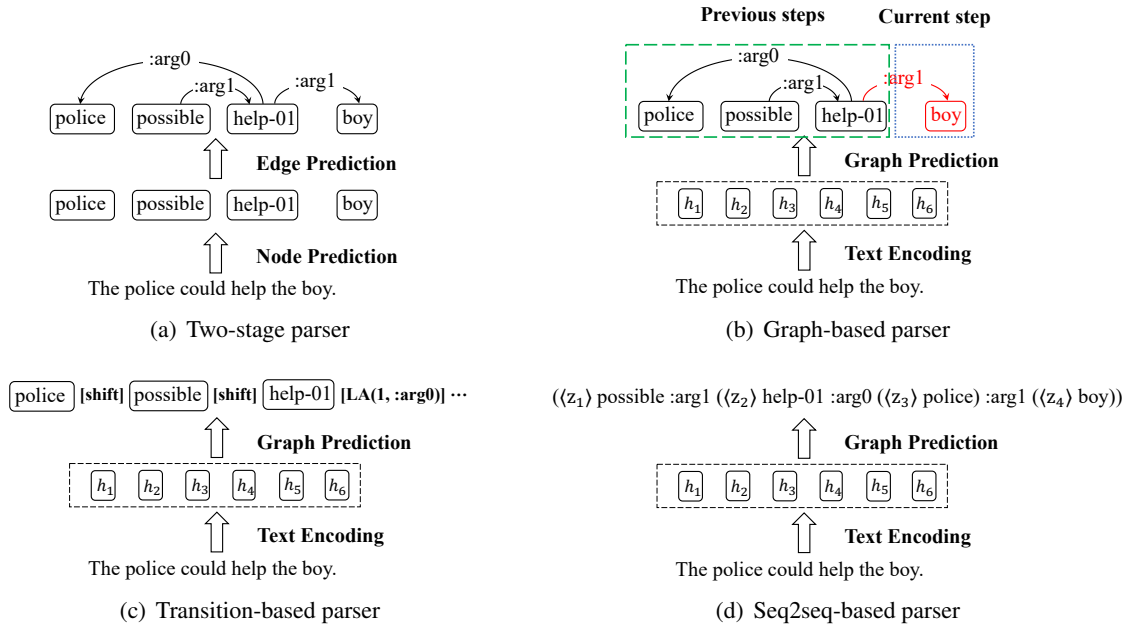 :arg0
:arg1 :arg1
police possible help-01 boy
Edge Prediction
police possible help-01 boy
Node Prediction
The police could help the boy.
(a) Two-stage parser
Previous steps Current step
:arg0
:arg1 :arg1
police possible help-01 boy
Graph Prediction
h₁ h₂ h₃ h₄ h₅ h₆
Text Encoding
The police could help the boy.
(b) Graph-based parser
police [shift] possible [shift] help-01 [LA(1, :arg0)] ···
Graph Prediction
h₁ h₂ h₃ h₄ h₅ h₆
Text Encoding
The police could help the boy.
(c) Transition-based parser
(⟨z₁⟩ possible :arg1 (⟨z₂⟩ help-01 :arg0 (⟨z₃⟩ police) :arg1 (⟨z₄⟩ boy))
Graph Prediction
h₁ h₂ h₃ h₄ h₅ h₆
Text Encoding
The police could help the boy.
(d) Seq2seq-based parser